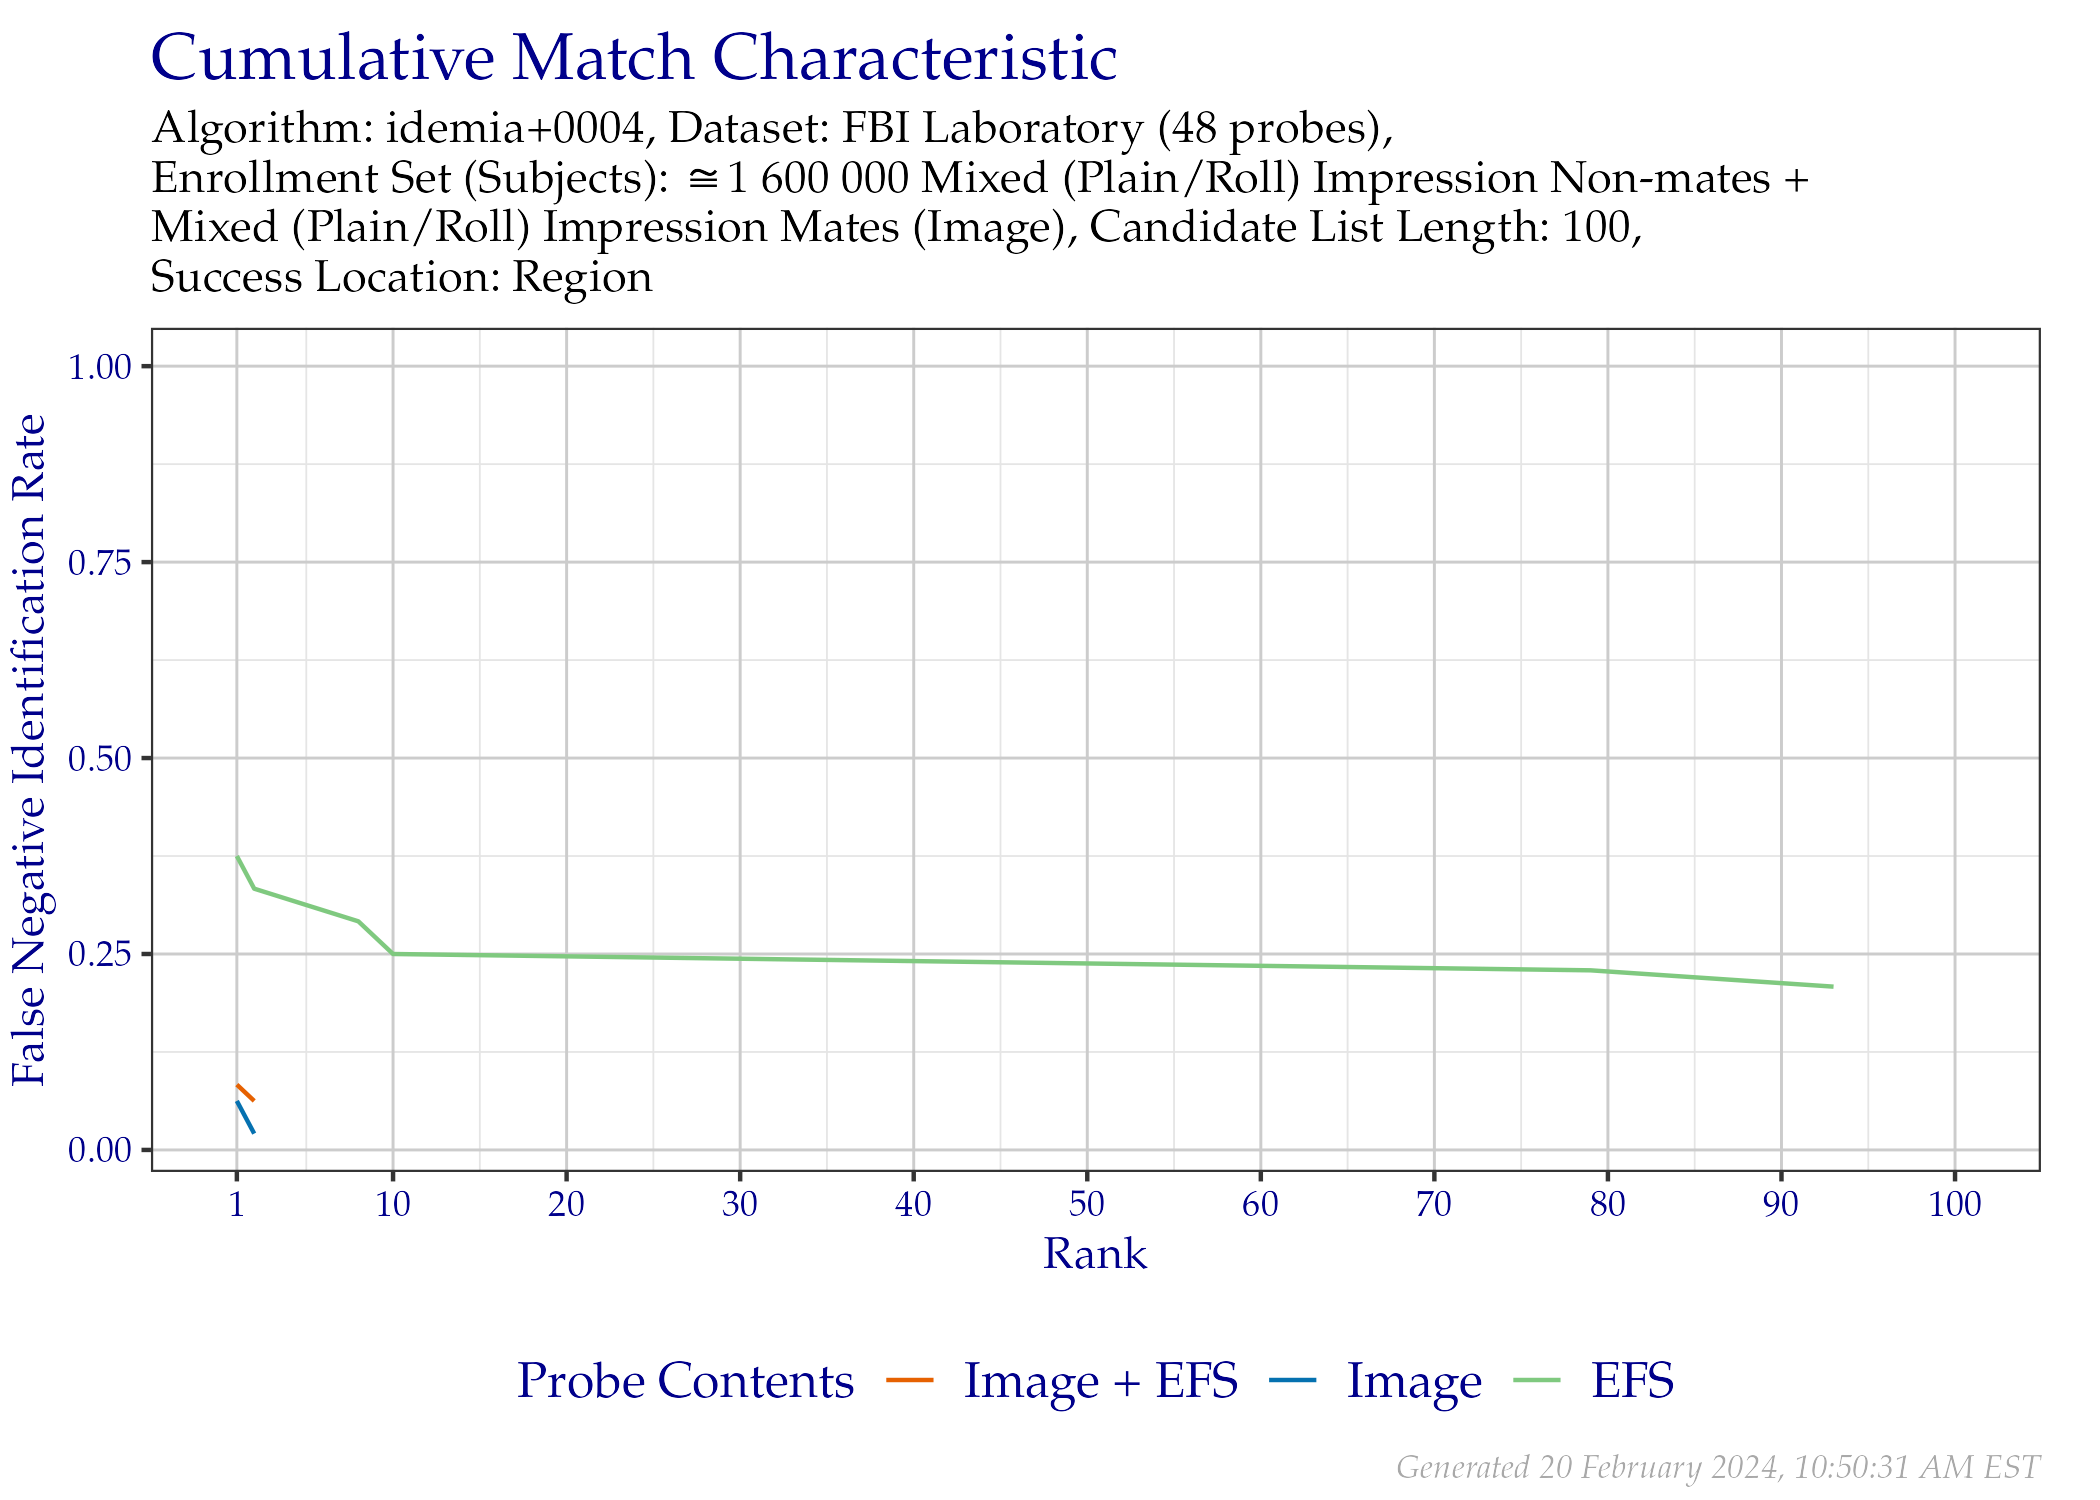 Cumulative Match Characteristic
Algorithm: idemia+0004, Dataset: FBI Laboratory (48 probes),
Enrollment Set (Subjects): ≅1 600 000 Mixed (Plain/Roll) Impression Non-mates +
Mixed (Plain/Roll) Impression Mates (Image), Candidate List Length: 100,
Success Location: Region
False Negative Identification Rate
1.00
0.75
0.50
0.25
0.00
1 10 20 30 40 50 60 70 80 90 100
Rank
Probe Contents Image + EFS Image EFS
Generated 20 February 2024, 10:50:31 AM EST